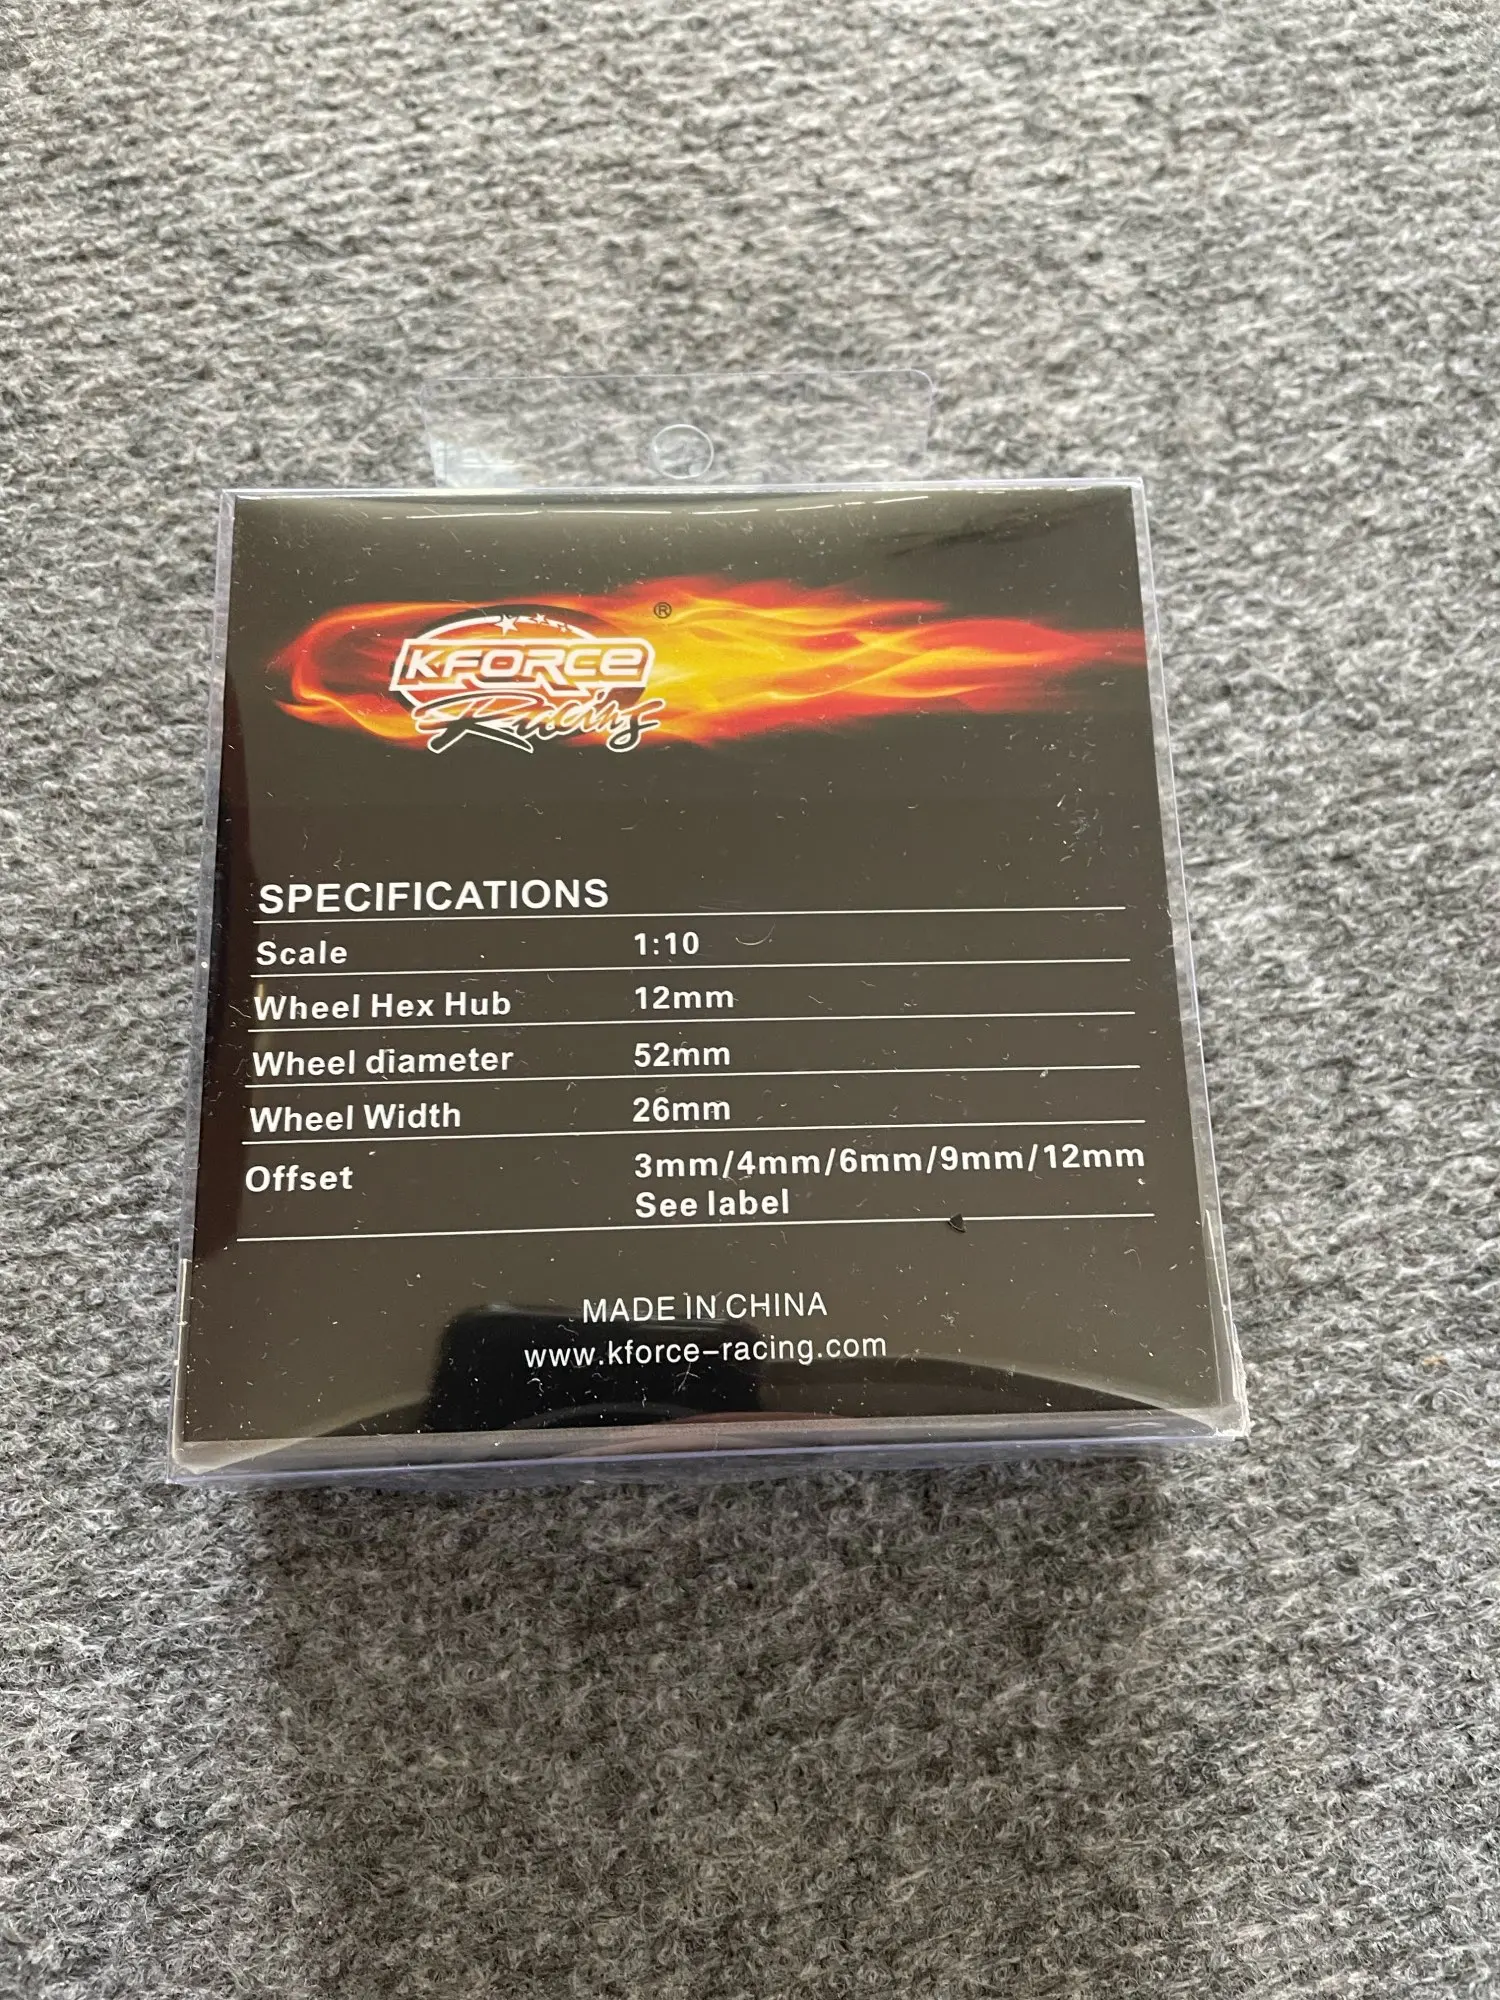 ®
KFORCE
Racing
SPECIFICATIONS
Scale 1:10
Wheel Hex Hub 12mm
Wheel diameter 52mm
Wheel Width 26mm
Offset 3mm/4mm/6mm/9mm/12mm
See label
MADE IN CHINA
www.kforce-racing.com